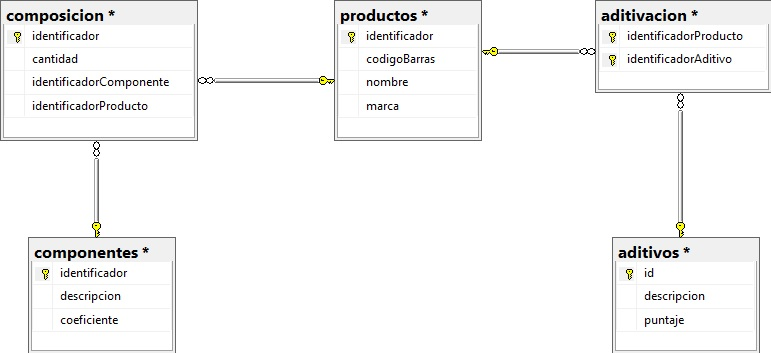 composicion *
identificador
cantidad
identificadorComponente
identificadorProducto
productos *
identificador
codigoBarras
nombre
marca
aditivacion *
identificadorProducto
identificadorAditivo
componentes *
identificador
descripcion
coeficiente
aditivos *
id
descripcion
puntaje